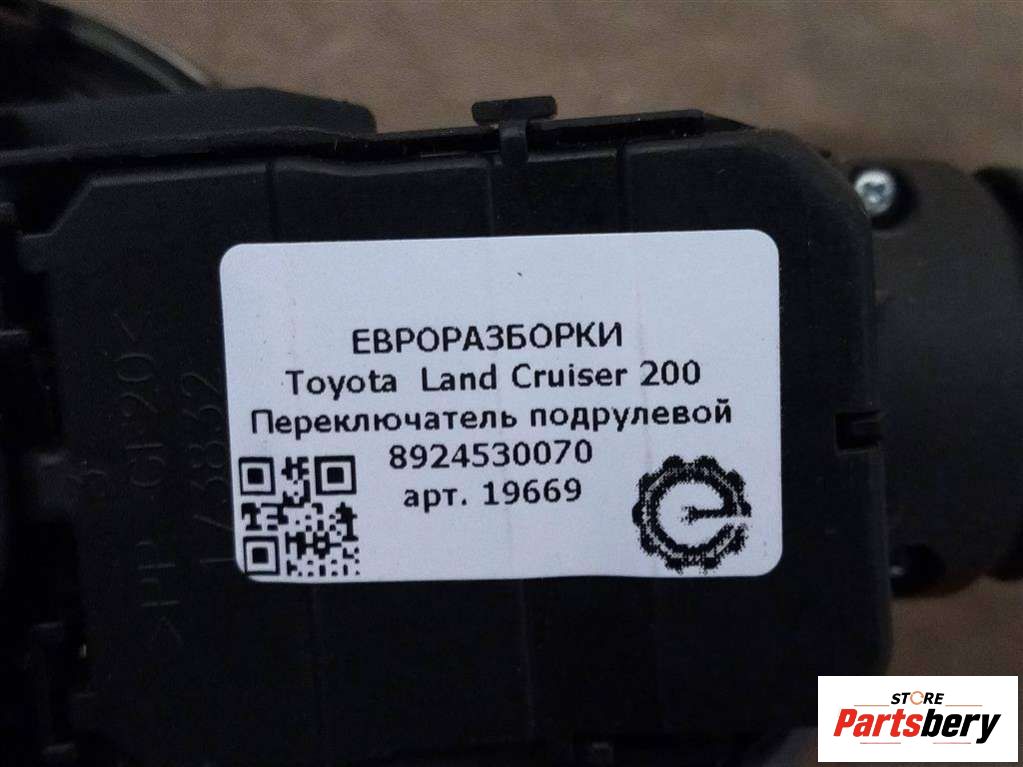 ЕВРОРАЗБОРКИ
Toyota Land Cruiser 200
Переключатель подрулевой
8924530070
арт. 19669
STORE
Partsbery